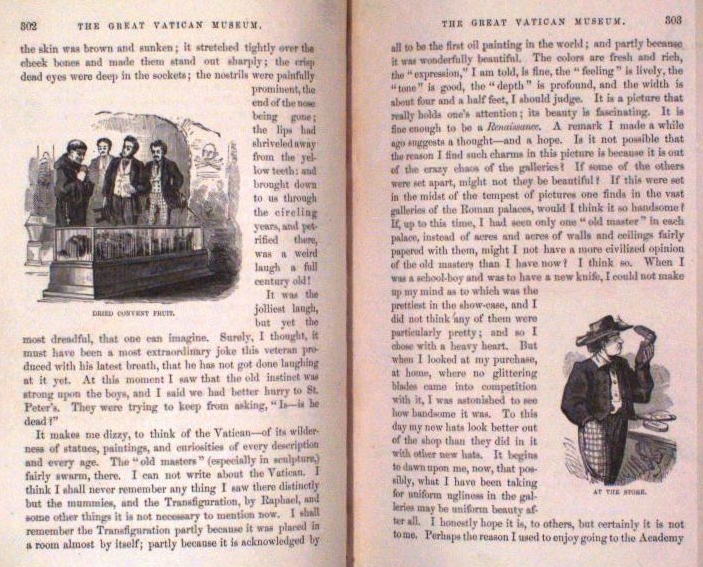 302 THE GREAT VATICAN MUSEUM.
the skin was brown and sunken; it stretched tightly over the
cheek bones and made them stand out sharply; the crisp
dead eyes were deep in the sockets; the nostrils were painfully
prominent, the
end of the nose
being gone;
the lips had
shriveled away
from the yel-
low teeth: and
brought down
to us through
the circling
years, and pet-
rified there,
was a weird
laugh a full
century old!
It was the
jolliest laugh,
but yet the
DRIED CONVENT FRUIT.
most dreadful, that one can imagine. Surely, I thought, it
must have been a most extraordinary joke this veteran pro-
duced with his latest breath, that he has not got done laughing
at it yet. At this moment I saw that the old instinct was
strong upon the boys, and I said we had better hurry to St.
Peter's. They were trying to keep from asking, "Is—is he
dead?"
It makes me dizzy, to think of the Vatican—of its wilder-
ness of statues, paintings, and curiosities of every description
and every age. The "old masters" (especially in sculpture,)
fairly swarm, there. I can not write about the Vatican. I
think I shall never remember any thing I saw there distinctly
but the mummies, and the Transfiguration, by Raphael, and
some other things it is not necessary to mention now. I shall
remember the Transfiguration partly because it was placed in
a room almost by itself; partly because it is acknowledged by
THE GREAT VATICAN MUSEUM. 303
all to be the first oil painting in the world; and partly because
it was wonderfully beautiful. The colors are fresh and rich,
the "expression," I am told, is fine, the "feeling" is lively, the
"tone" is good, the "depth" is profound, and the width is
about four and a half feet, I should judge. It is a picture that
really holds one's attention; its beauty is fascinating. It is
fine enough to be a Renaissance. A remark I made a while
ago suggests a thought—and a hope. Is it not possible that
the reason I find such charms in this picture is because it is out
of the crazy chaos of the galleries? If some of the others
were set apart, might not they be beautiful? If this were set
in the midst of the tempest of pictures one finds in the vast
galleries of the Roman palaces, would I think it so handsome?
If, up to this time, I had seen only one "old master" in each
palace, instead of acres and acres of walls and ceilings fairly
papered with them, might I not have a more civilized opinion
of the old masters than I have now? I think so. When I
was a school-boy and was to have a new knife, I could not make
up my mind as to which was the
prettiest in the show-case, and I
did not think any of them were
particularly pretty; and so I
chose with a heavy heart. But
when I looked at my purchase,
at home, where no glittering
blades came into competition
with it, I was astonished to see
how handsome it was. To this
day my new hats look better out
of the shop than they did in it
with other new hats. It begins
to dawn upon me, now, that pos-
sibly, what I have been taking
for uniform ugliness in the gal-
leries may be uniform beauty af-
ter all. I honestly hope it is, to others, but certainly it is not
to me. Perhaps the reason I used to enjoy going to the Academy
AT THE STORE.